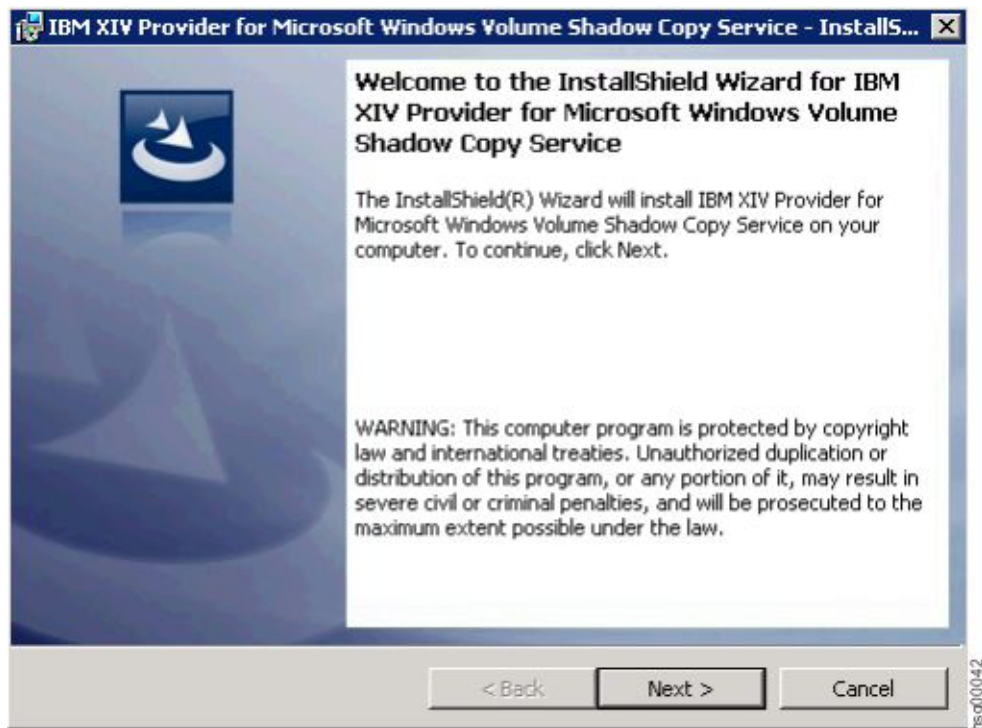 IBM XIV Provider for Microsoft Windows Volume Shadow Copy Service - InstallS...
Welcome to the InstallShield Wizard for IBM
XIV Provider for Microsoft Windows Volume
Shadow Copy Service
The InstallShield(R) Wizard will install IBM XIV Provider for
Microsoft Windows Volume Shadow Copy Service on your
computer. To continue, click Next.
WARNING: This computer program is protected by copyright
law and international treaties. Unauthorized duplication or
distribution of this program, or any portion of it, may result in
severe civil or criminal penalties, and will be prosecuted to the
maximum extent possible under the law.
< Back
Next >
Cancel
nsg00042